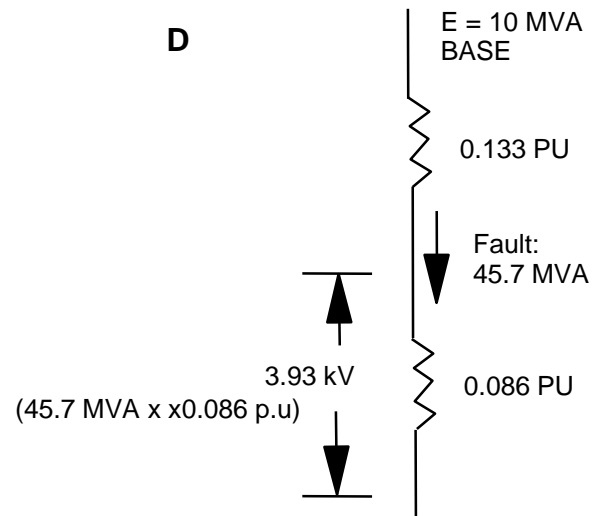 D
E = 10 MVA
BASE
0.133 PU
Fault:
45.7 MVA
3.93 kV
(45.7 MVA x x0.086 p.u)
0.086 PU